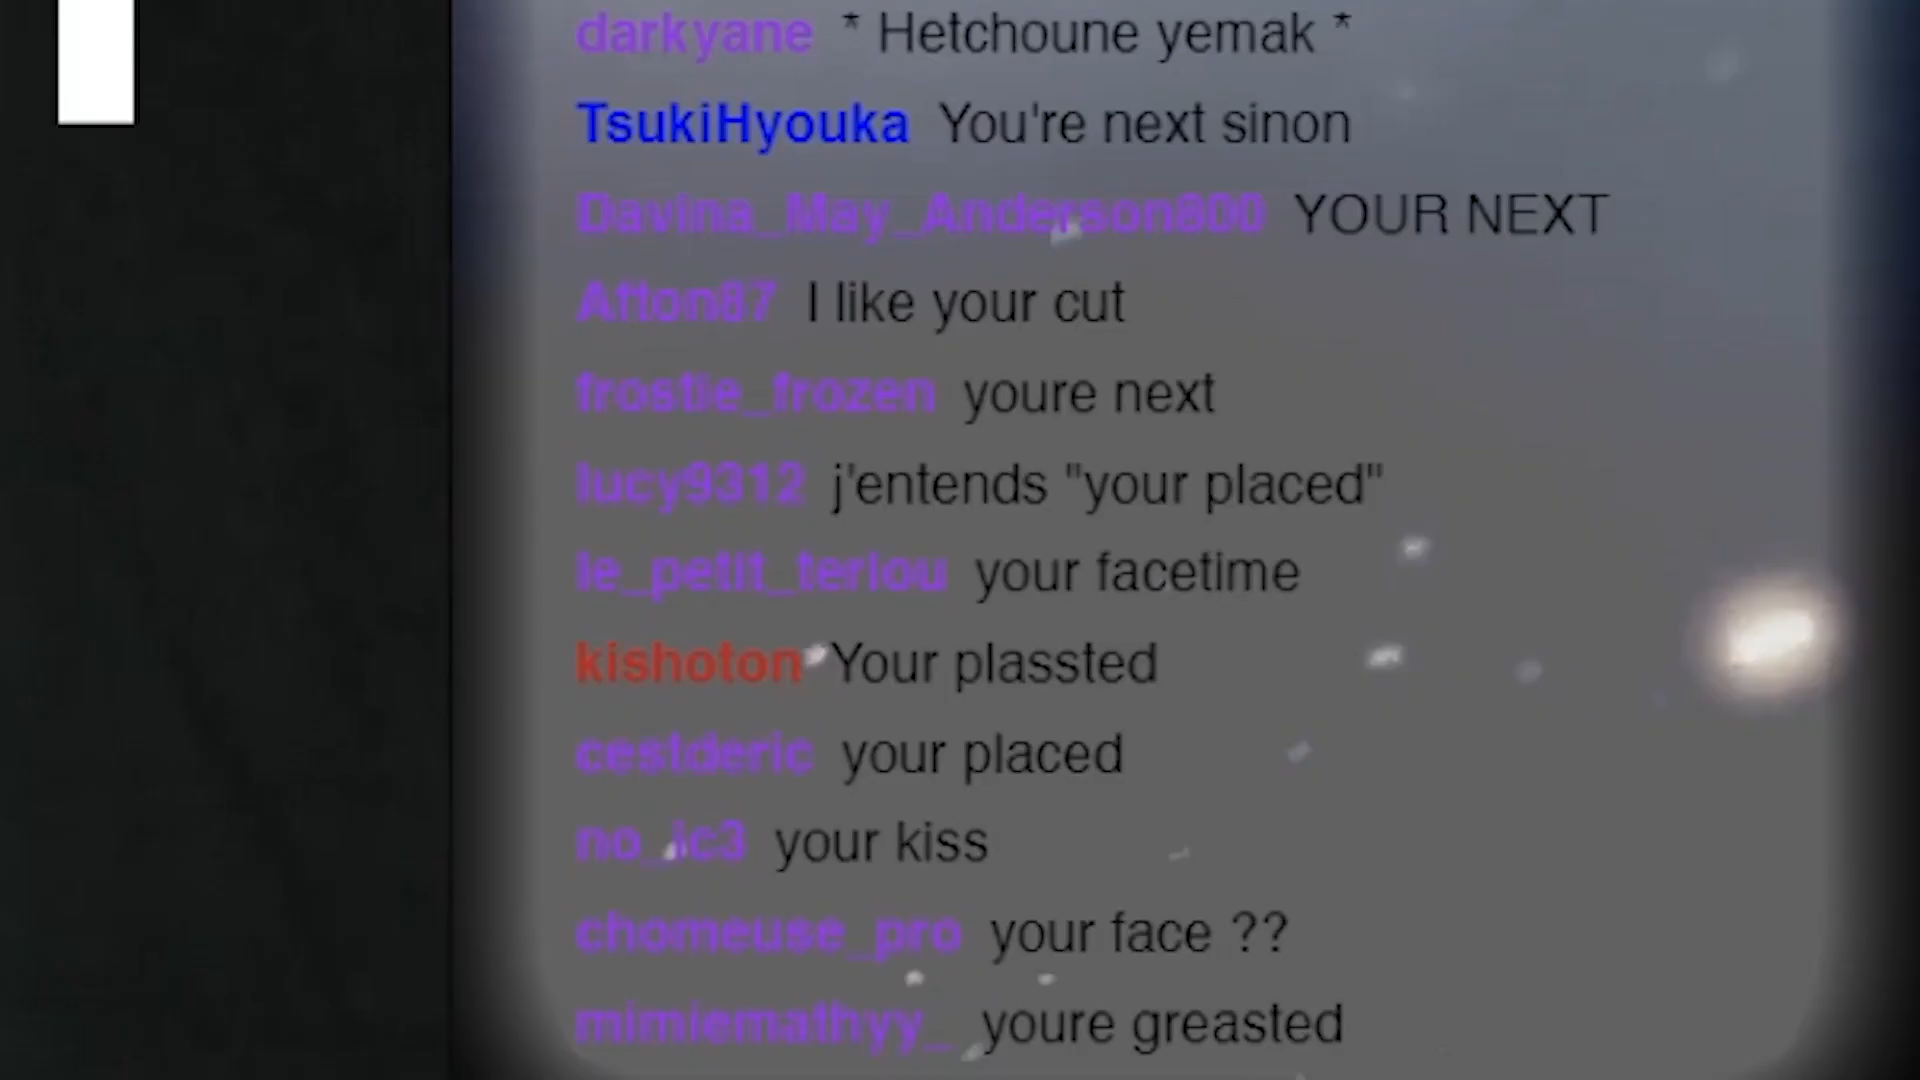 darkyane * Hetchoune yemak *
TsukiHyouka You're next sinon
Davina_May_Anderson800 YOUR NEXT
Afton87 I like your cut
frostie_frozen youre next
lucy9312 j'entends "your placed"
le_petit_terlou your facetime
kishoton Your plassted
cestderic your placed
no_ic3 your kiss
chomeuse_pro your face ??
mimiemathyy_ youre greasted